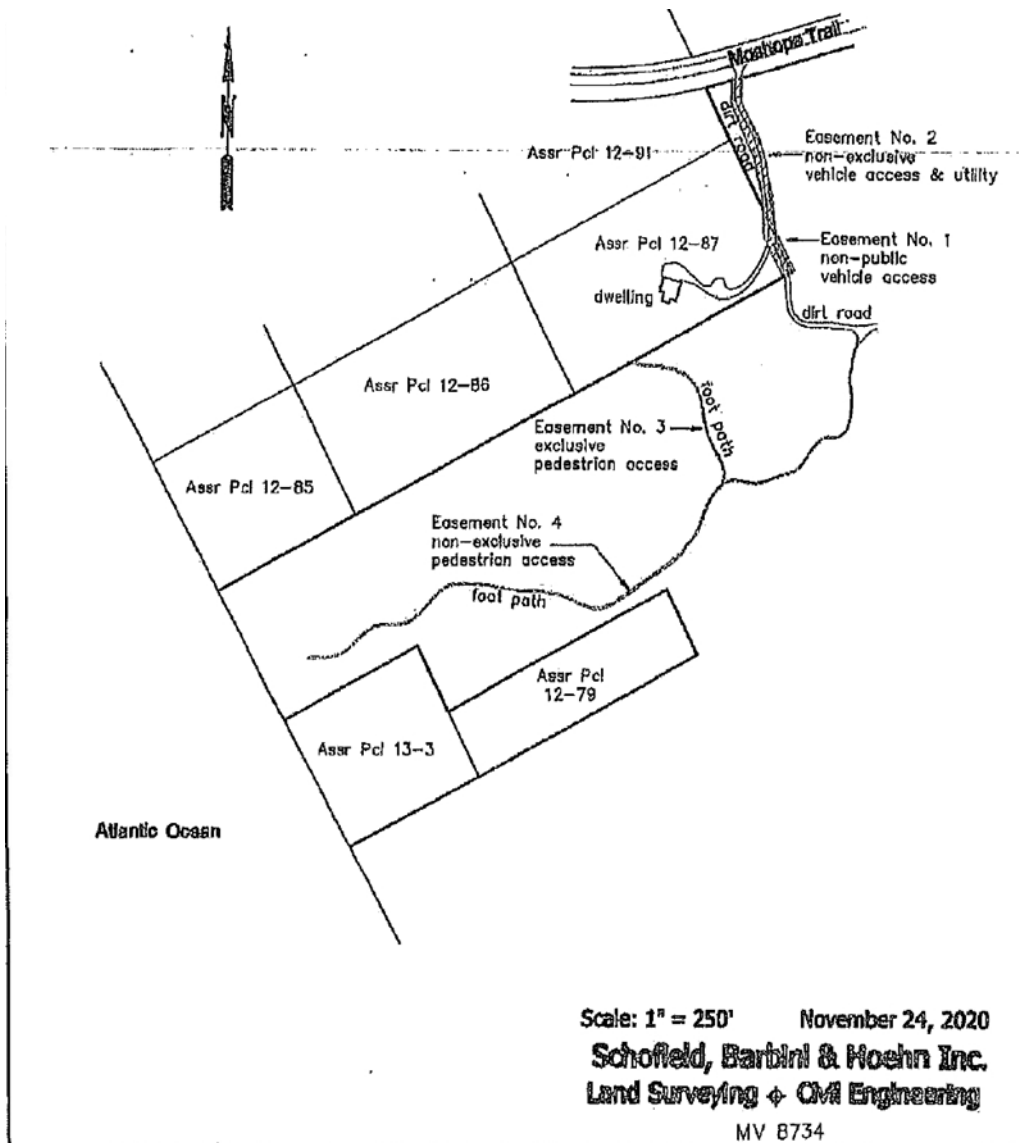 Moshopa Trail
dirt road
N
Easement No. 2
non-exclusive
vehicle access & utility
Assr Pcl 12-91
Assr Pcl 12-87
Easement No. 1
non-public
vehicle access
dwelling
dirt road
Assr Pcl 12-86
foot path
Easement No. 3
exclusive
pedestrian access
Assr Pcl 12-85
Easement No. 4
non-exclusive
pedestrian access
foot path
Assr Pcl
12-79
Assr Pcl 13-3
Atlantic Ocean
Scale: 1" = 250' November 24, 2020
Schofield, Barbini & Hoehn Inc.
Land Surveying + Civil Engineering
MV 8734